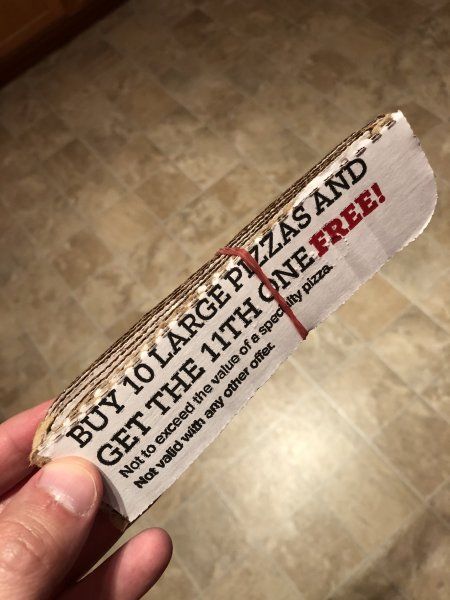 BUY 10 LARGE PIZZAS AND
GET THE 11TH ONE FREE!
Not to exceed the value of a specialty pizza.
Not valid with any other offer.